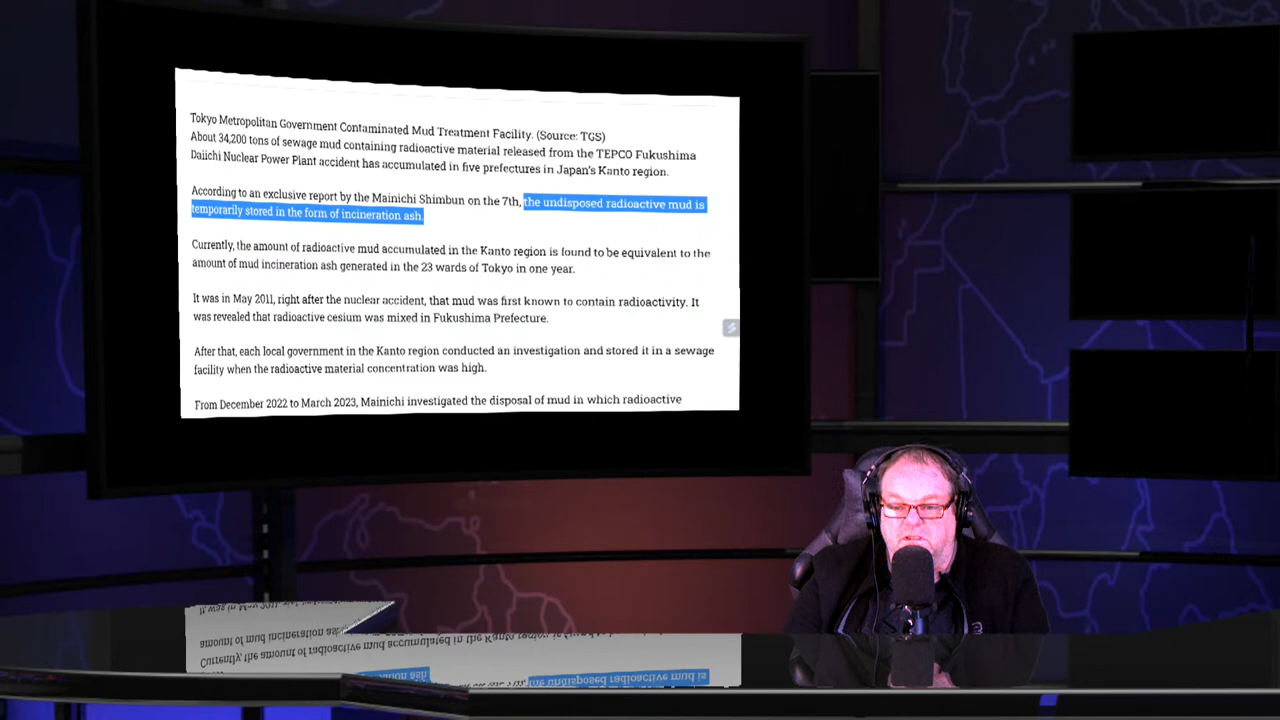 Tokyo Metropolitan Government Contaminated Mud Treatment Facility. (Source: TGS)
About 34,200 tons of sewage mud containing radioactive material released from the TEPCO Fukushima
Daiichi Nuclear Power Plant accident has accumulated in five prefectures in Japan's Kanto region.
According to an exclusive report by the Mainichi Shimbun on the 7th, the undisposed radioactive mud is
temporarily stored in the form of incineration ash.
Currently, the amount of radioactive mud accumulated in the Kanto region is found to be equivalent to the
amount of mud incineration ash generated in the 23 wards of Tokyo in one year.
It was in May 2011, right after the nuclear accident, that mud was first known to contain radioactivity. It
was revealed that radioactive cesium was mixed in Fukushima Prefecture.
After that, each local government in the Kanto region conducted an investigation and stored it in a sewage
facility when the radioactive material concentration was high.
From December 2022 to March 2023, Mainichi investigated the disposal of mud in which radioactive